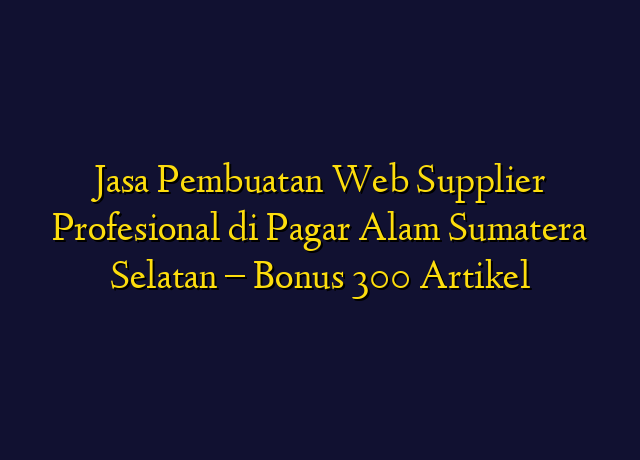 Jasa Pembuatan Web Supplier
Profesional di Pagar Alam Sumatera
Selatan – Bonus 300 Artikel